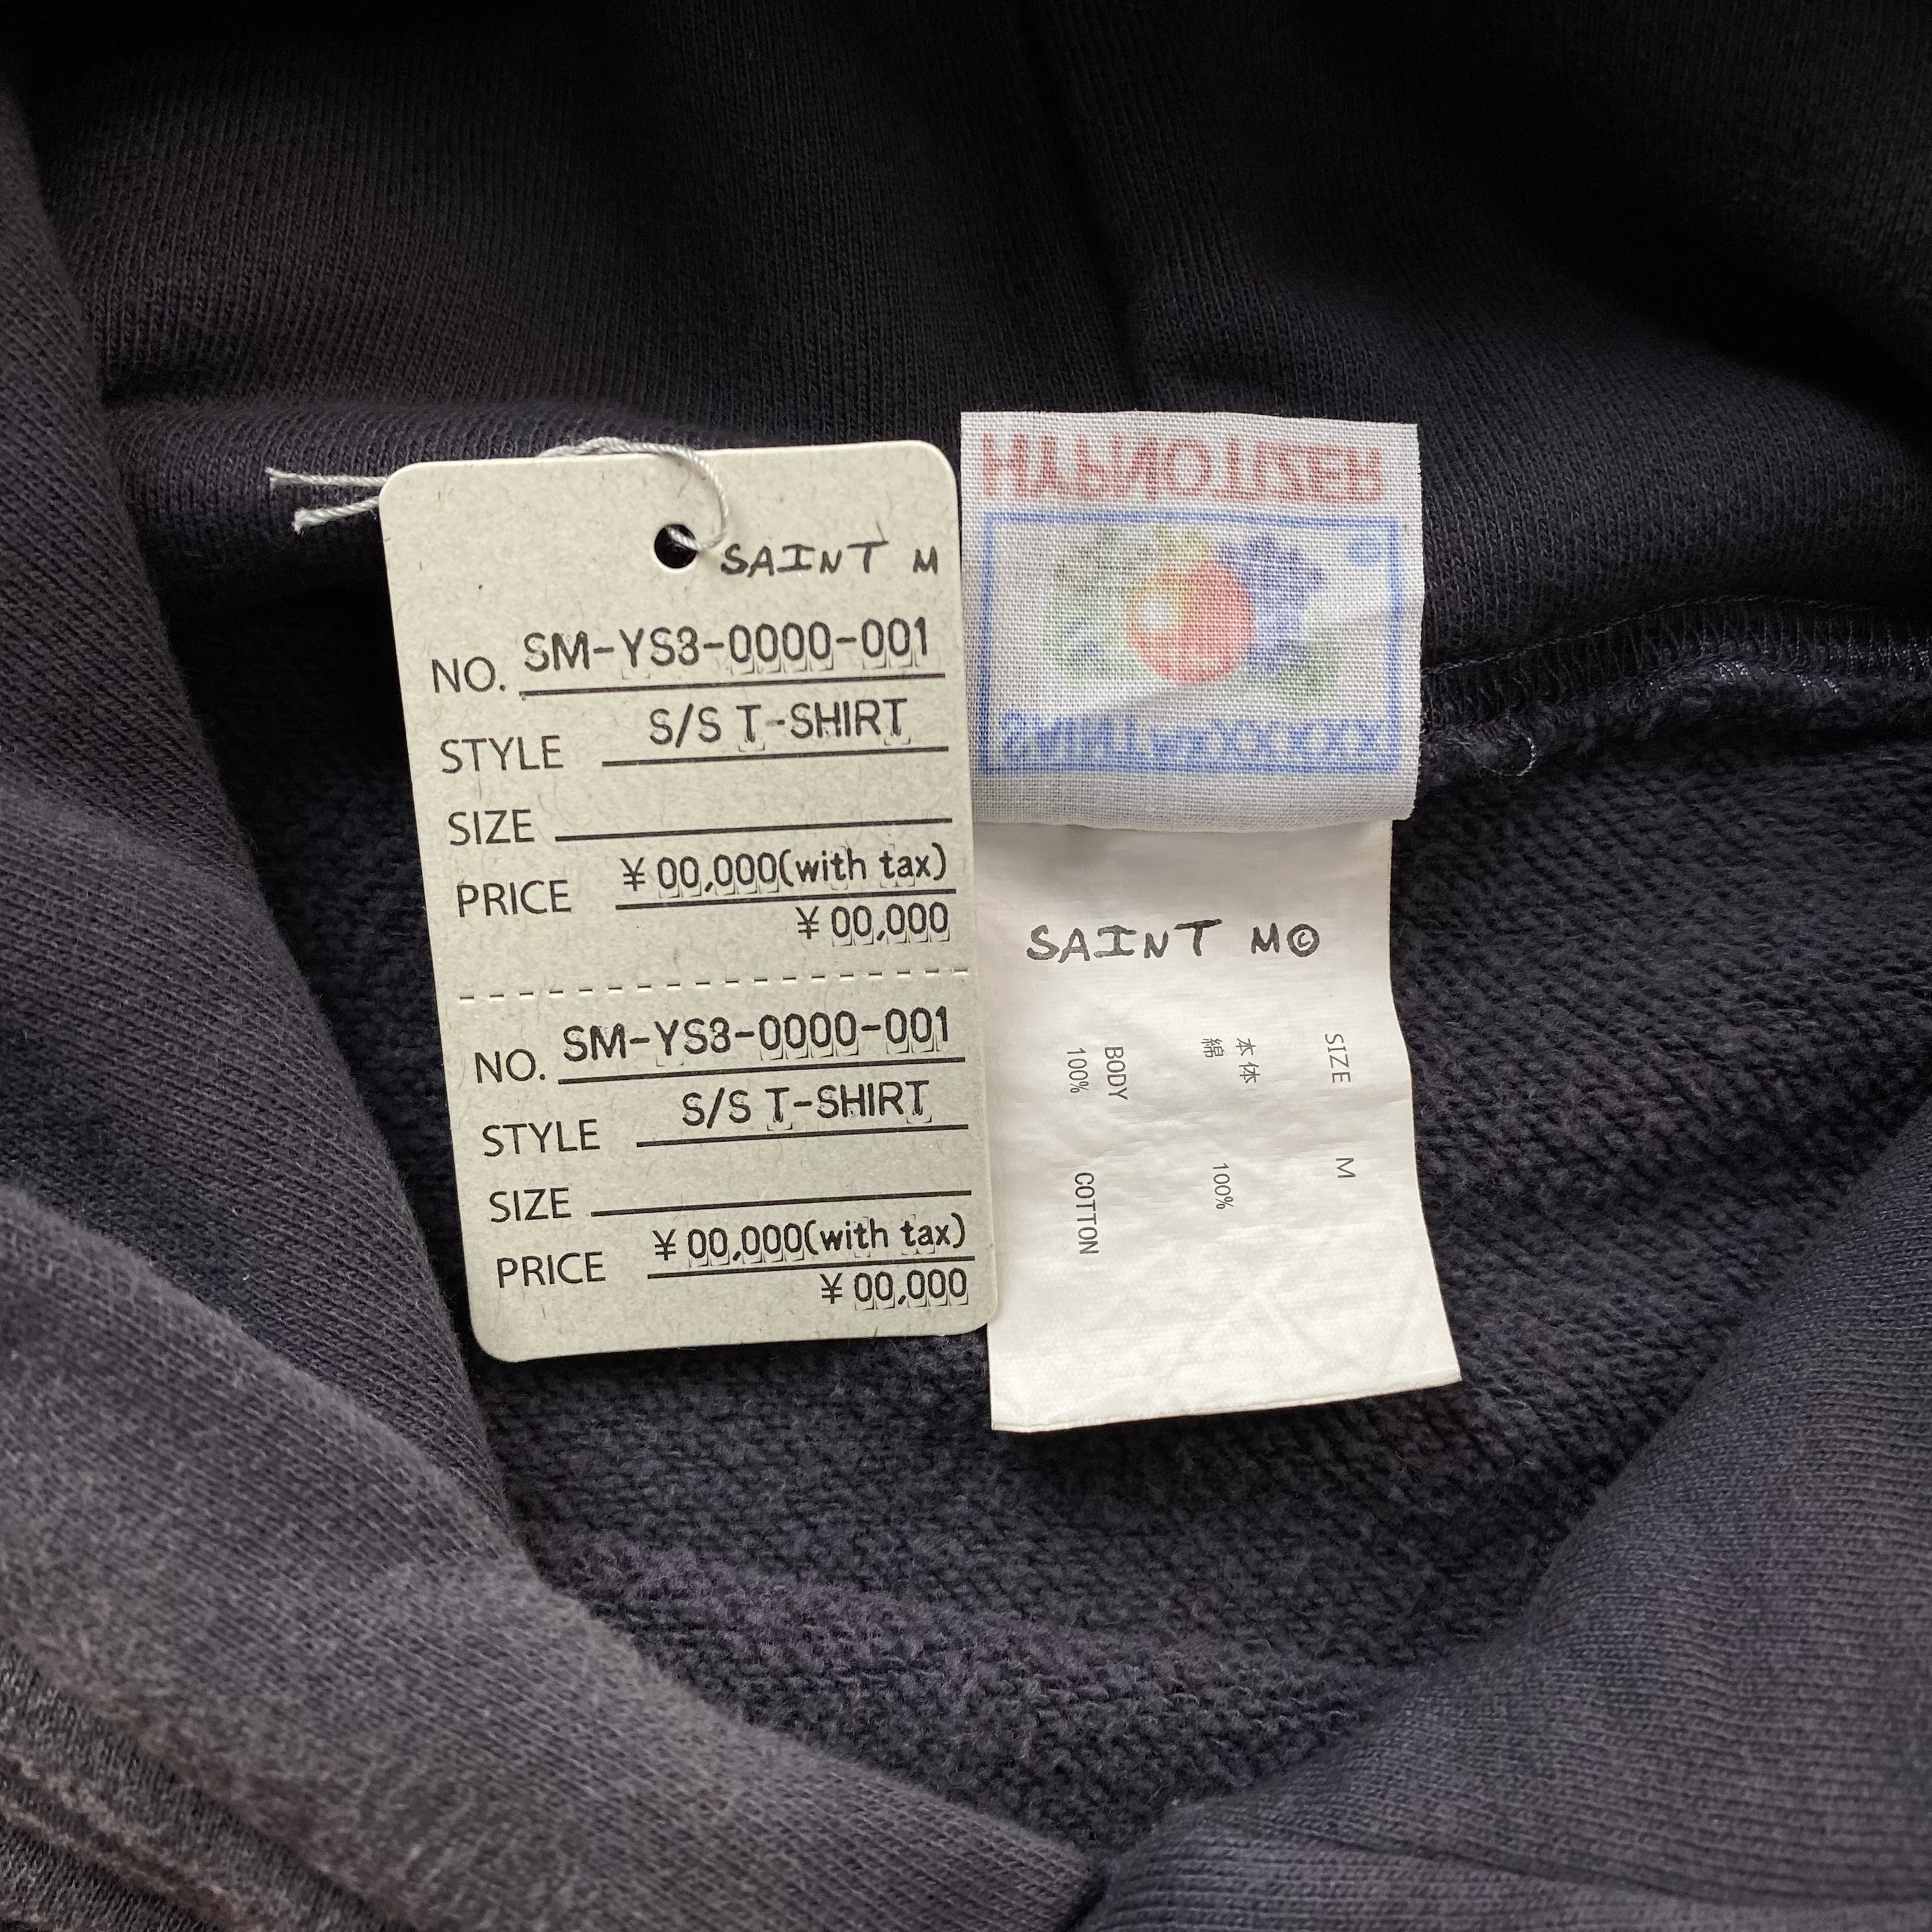 SAINT M
NO. SM-YS3-0000-001
STYLE S/S T-SHIRT
SIZE
PRICE ¥00,000(with tax)
¥00,000
NO. SM-YS3-0000-001
STYLE S/S T-SHIRT
SIZE
PRICE ¥00,000(with tax)
¥00,000
SAINT M©
SIZE M
本体
綿 100%
BODY
100% COTTON